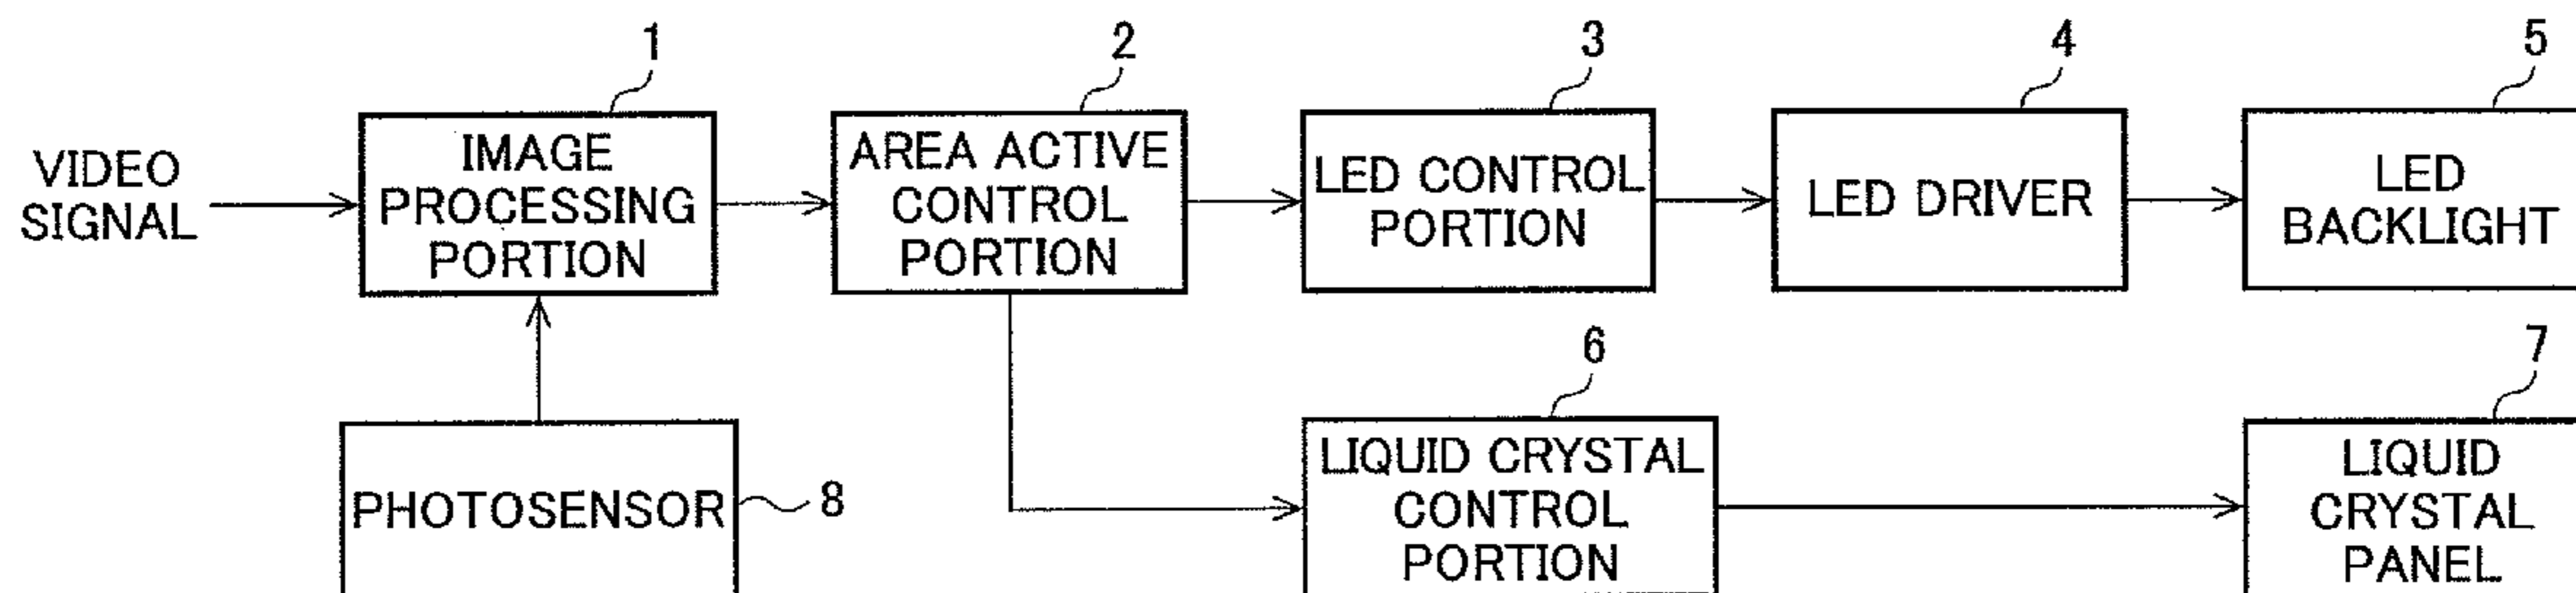 1
2
3
4
5
VIDEO
SIGNAL
IMAGE
PROCESSING
PORTION
AREA ACTIVE
CONTROL
PORTION
LED CONTROL
PORTION
LED DRIVER
LED
BACKLIGHT
6
7
PHOTOSENSOR
8
LIQUID CRYSTAL
CONTROL
PORTION
LIQUID
CRYSTAL
PANEL